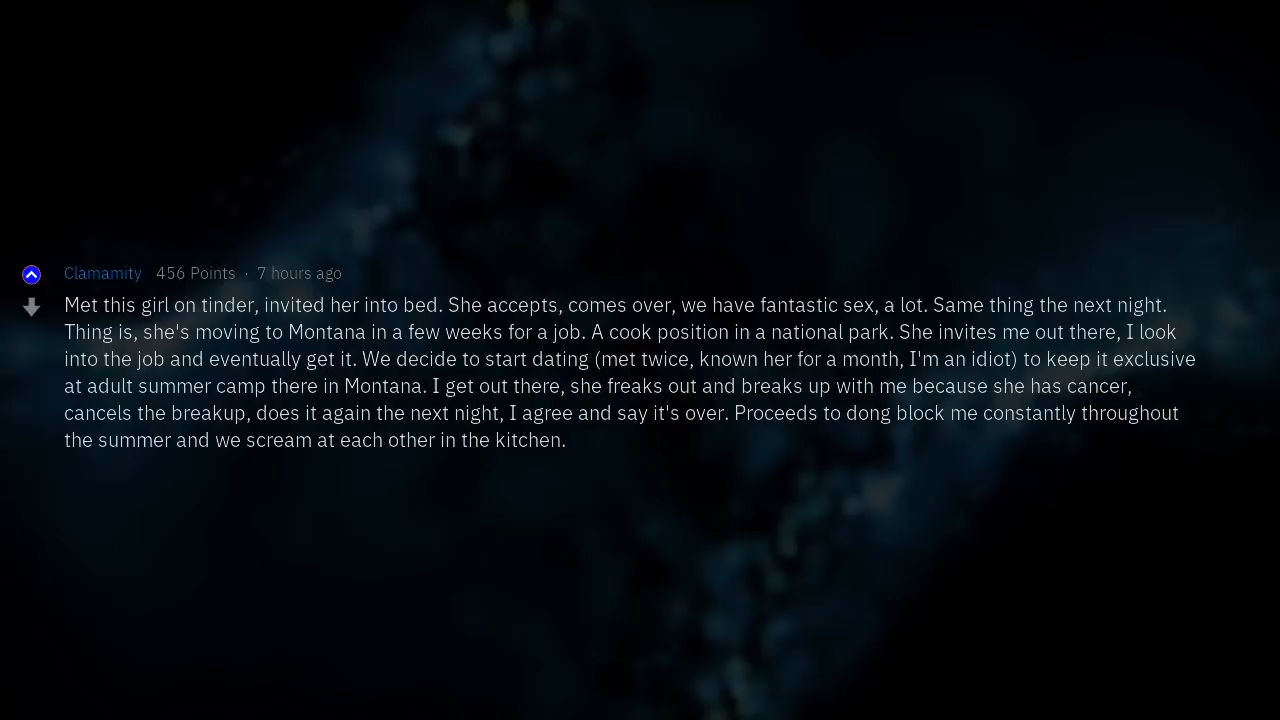 Clamamity 456 Points · 7 hours ago
Met this girl on tinder, invited her into bed. She accepts, comes over, we have fantastic sex, a lot. Same thing the next night.
Thing is, she's moving to Montana in a few weeks for a job. A cook position in a national park. She invites me out there, I look
into the job and eventually get it. We decide to start dating (met twice, known her for a month, I'm an idiot) to keep it exclusive
at adult summer camp there in Montana. I get out there, she freaks out and breaks up with me because she has cancer,
cancels the breakup, does it again the next night, I agree and say it's over. Proceeds to dong block me constantly throughout
the summer and we scream at each other in the kitchen.